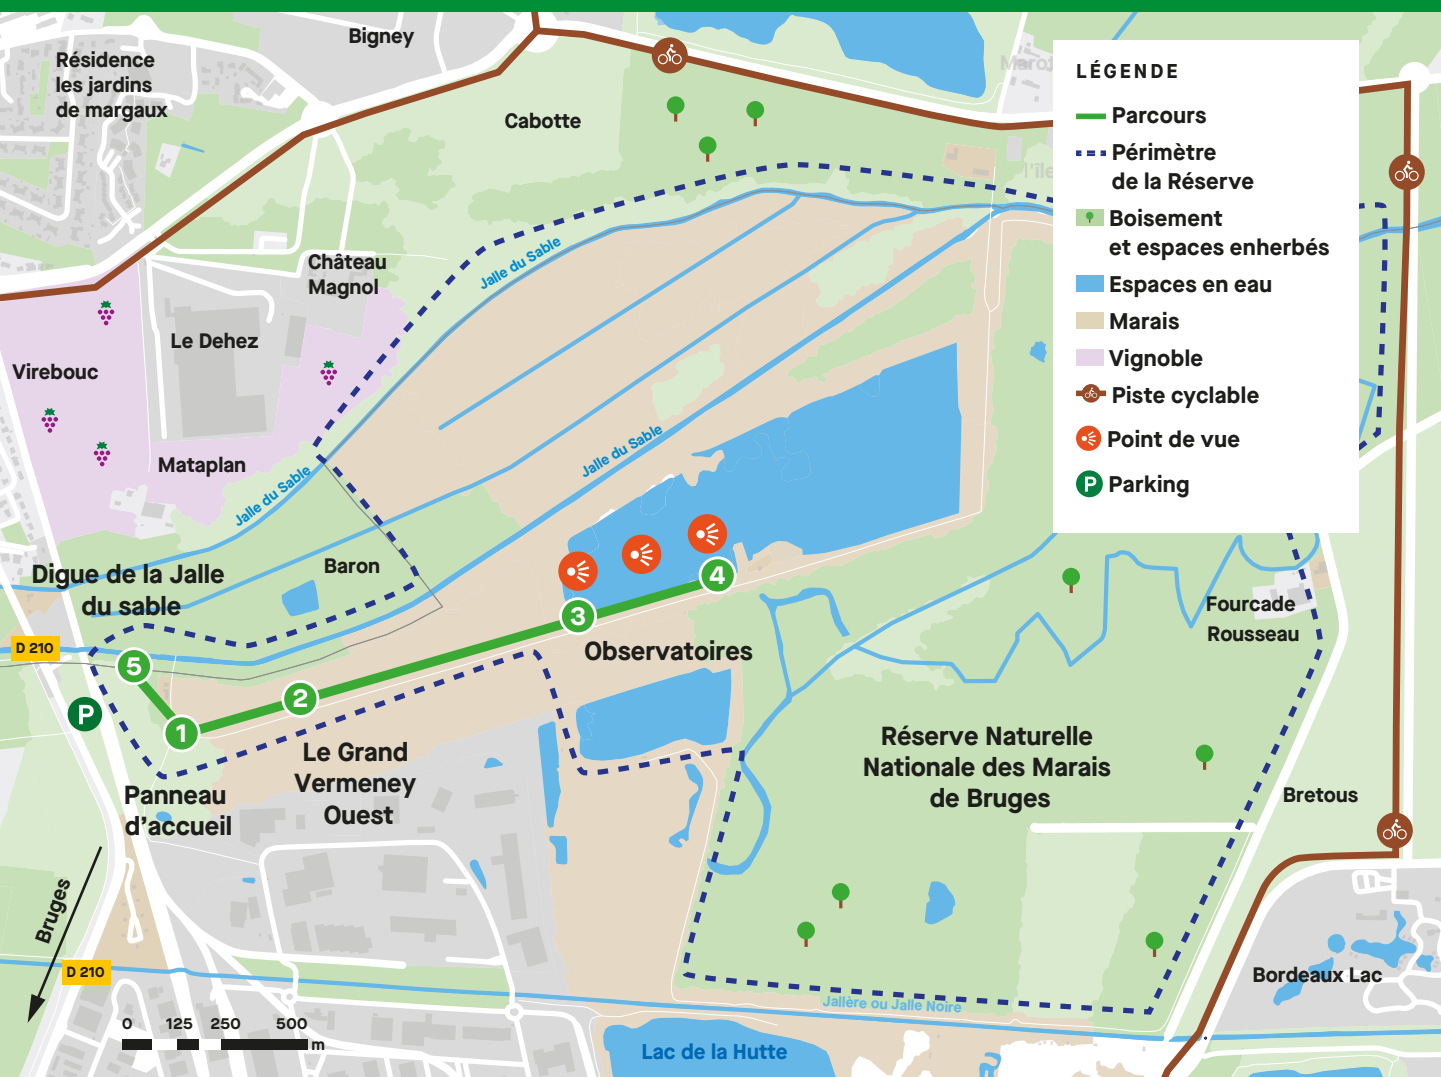 Bigney
Résidence
les jardins
de margaux
Cabotte
Château
Magnol
Le Dehez
Virebouc
Mataplan
Jalle du Sable
Jalle du Sable
Jalle du Sable
Baron
Digue de la Jalle
du sable
D 210
5
P
1
2
3
4
Observatoires
Le Grand
Vermeney
Ouest
Panneau
d'accueil
Bruges
D 210
0 125 250 500
m
Lac de la Hutte
Jallère ou Jalle Noire
Réserve Naturelle
Nationale des Marais
de Bruges
Fourcade
Rousseau
Bretous
Bordeaux Lac
l'île
LÉGENDE
Parcours
Périmètre
de la Réserve
Boisement
et espaces enherbés
Espaces en eau
Marais
Vignoble
Piste cyclable
Point de vue
P Parking